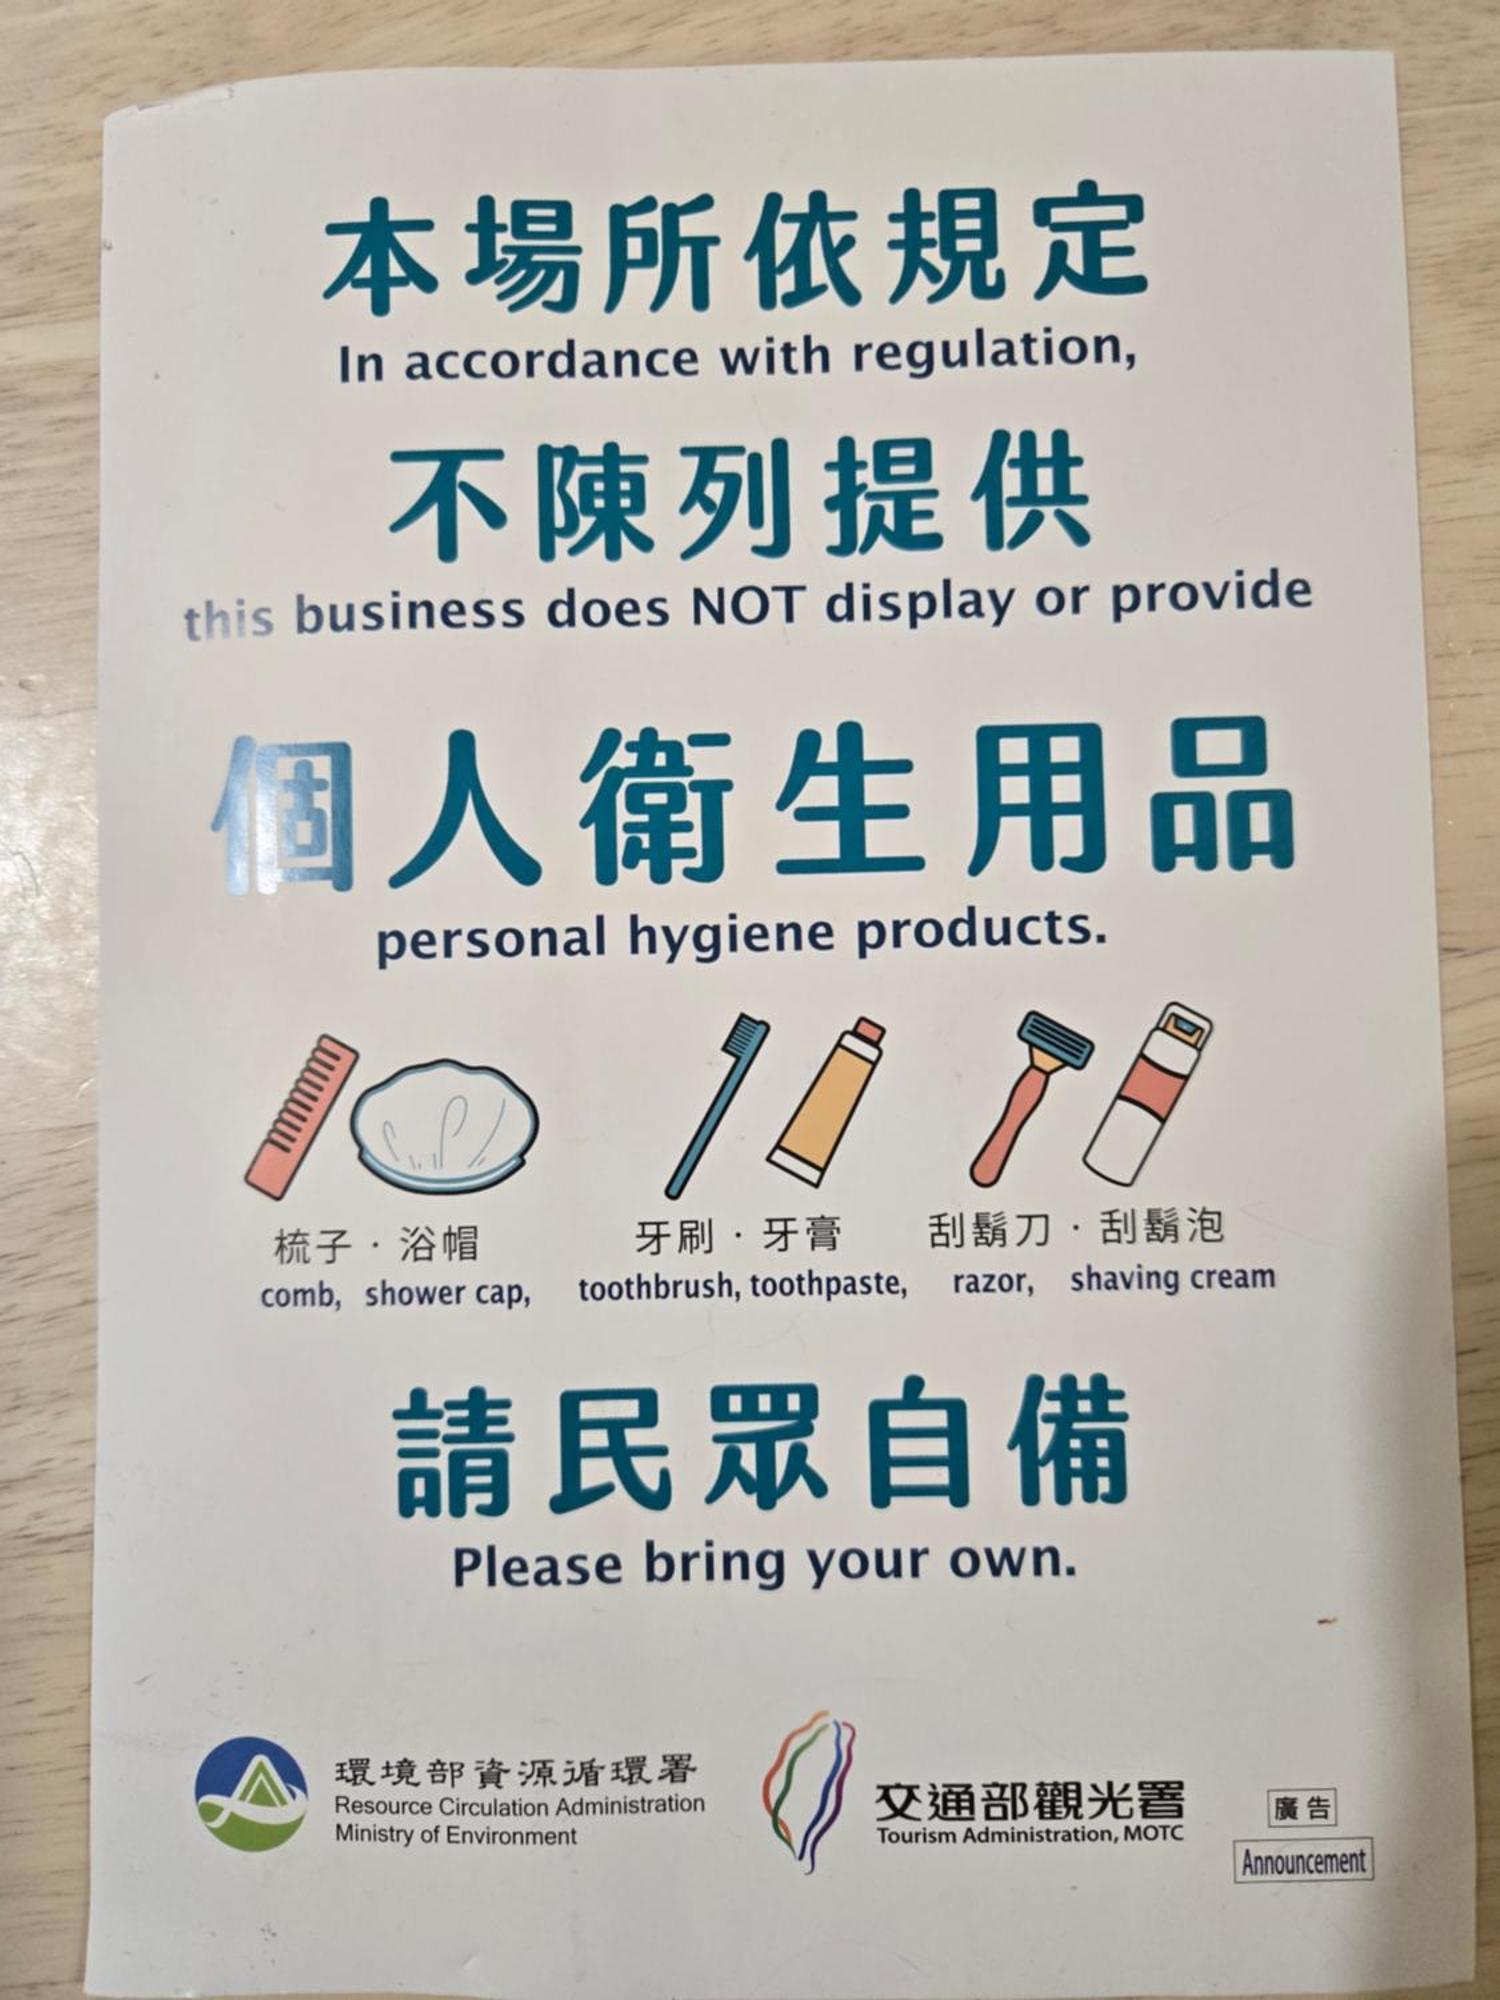 本場所依規定
In accordance with regulation,
不陳列提供
this business does NOT display or provide
個人衛生用品
personal hygiene products.
梳子·浴帽
comb, shower cap,
牙刷·牙膏
toothbrush, toothpaste,
刮鬍刀·刮鬍泡
razor, shaving cream
請民眾自備
Please bring your own.
環境部資源循環署
Resource Circulation Administration
Ministry of Environment
交通部觀光署
Tourism Administration, MOTC
廣告
Announcement